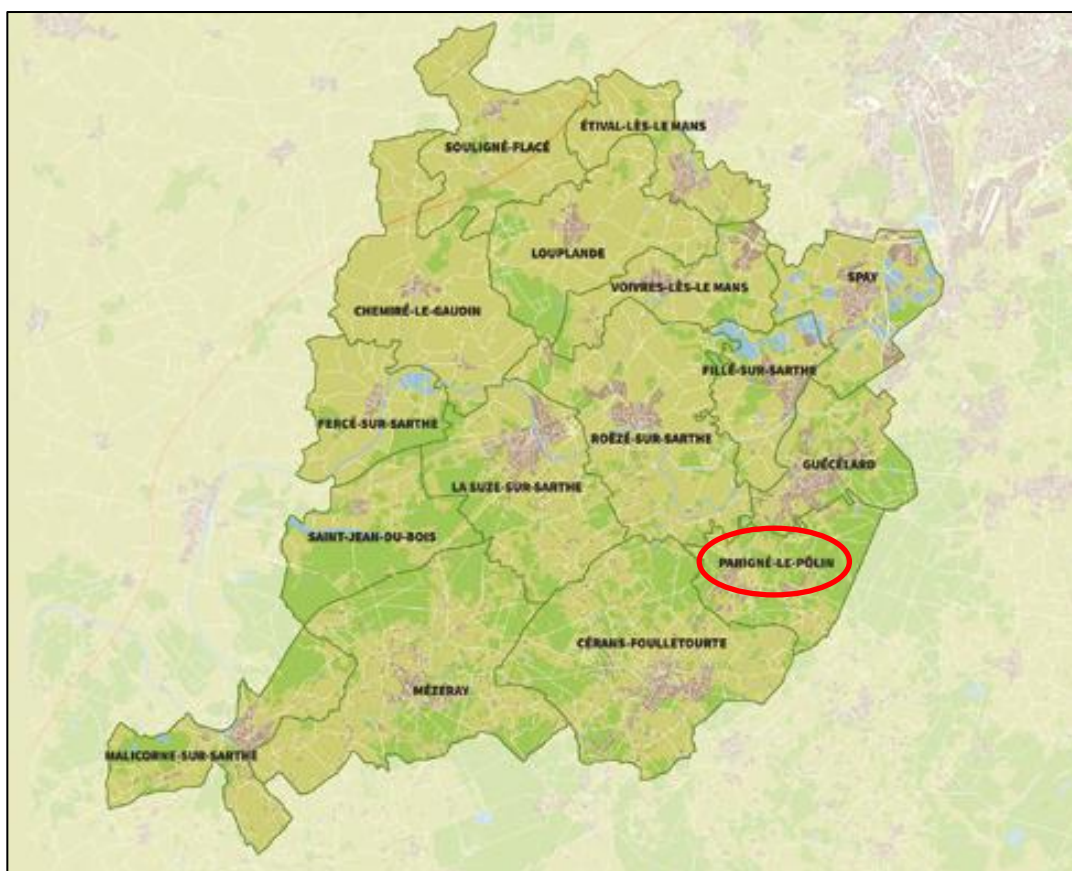 ÉTIVAL-LÈS-LE MANS
SOULIGNÉ-FLACÉ
LOUPLANDE
SPAY
VOIVRES-LÈS-LE MANS
CHEMIRÉ-LE-GAUDIN
FILLÉ-SUR-SARTHE
FERCÉ-SUR-SARTHE
ROËZÉ-SUR-SARTHE
GUÉCÉLARD
LA SUZE-SUR-SARTHE
SAINT-JEAN-DU-BOIS
PARIGNÉ-LE-PÔLIN
CÉRANS-FOULLETOURTE
MÉZERAY
MALICORNE-SUR-SARTHE